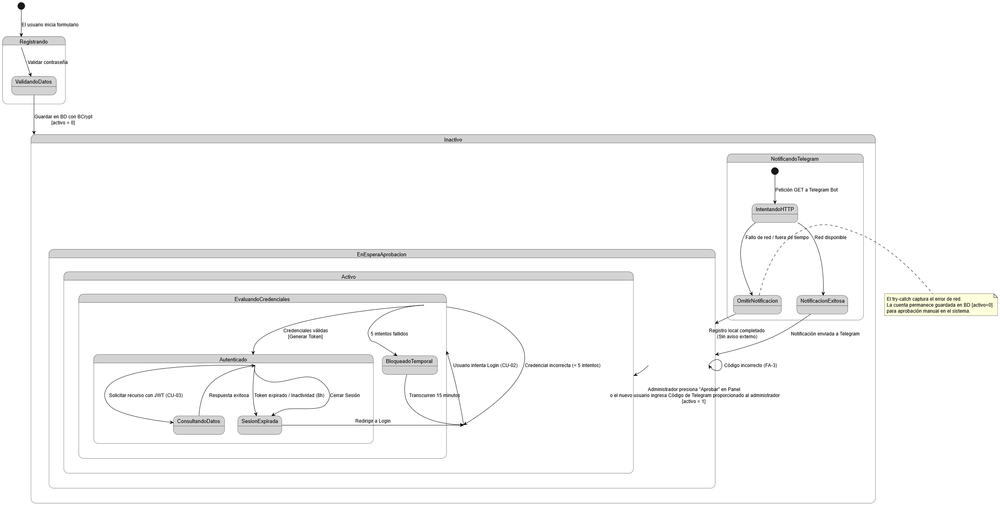 El usuario inicia formulario
Registrando
Validar contraseña
ValidandoDatos
Guardar en BD con BCrypt
[activo = 0]
Inactivo
NotificandoTelegram
Petición GET a Telegram Bot
IntentandoHTTP
Fallo de red / fuera de tiempo
Red disponible
OmitirNotificacion
NotificacionExitosa
El try-catch captura el error de red.
La cuenta permanece guardada en BD [activo=0]
para aprobación manual en el sistema.
EnEsperaAprobacion
Activo
EvaluandoCredenciales
Credenciales válidas
[Generar Token]
5 intentos fallidos
Registro local completado
(Sin aviso externo)
Notificación enviada a Telegram
Autenticado
BloqueadoTemporal
Usuario intenta Login (CU-02)
Credencial incorrecta (< 5 intentos)
Código incorrecto (FA-3)
Solicitar recurso con JWT (CU-03)
Respuesta exitosa
Token expirado / Inactividad (8h)
Cerrar Sesión
Transcurren 15 minutos
Administrador presiona "Aprobar" en Panel
o el nuevo usuario ingresa Código de Telegram proporcionado al administrador
[activo = 1]
ConsultandoDatos
SesionExpirada
Redirigir a Login